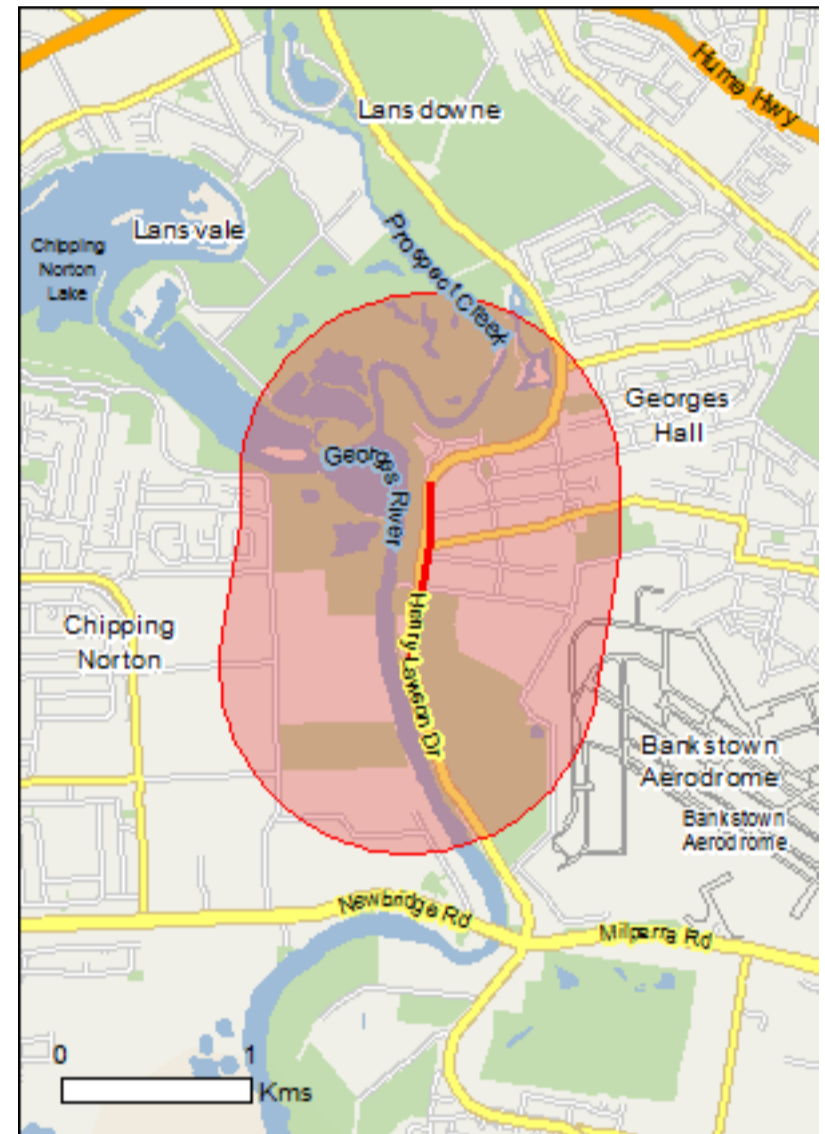 Hume Hwy
Lansdowne
Prospect Creek
Lansvale
Chipping
Norton
Lake
Georges
Hall
Georges River
Henry Lawson Dr
Chipping
Norton
Bankstown
Aerodrome
Bankstown
Aerodrome
Newbridge Rd
Milperra Rd
0 1
Kms